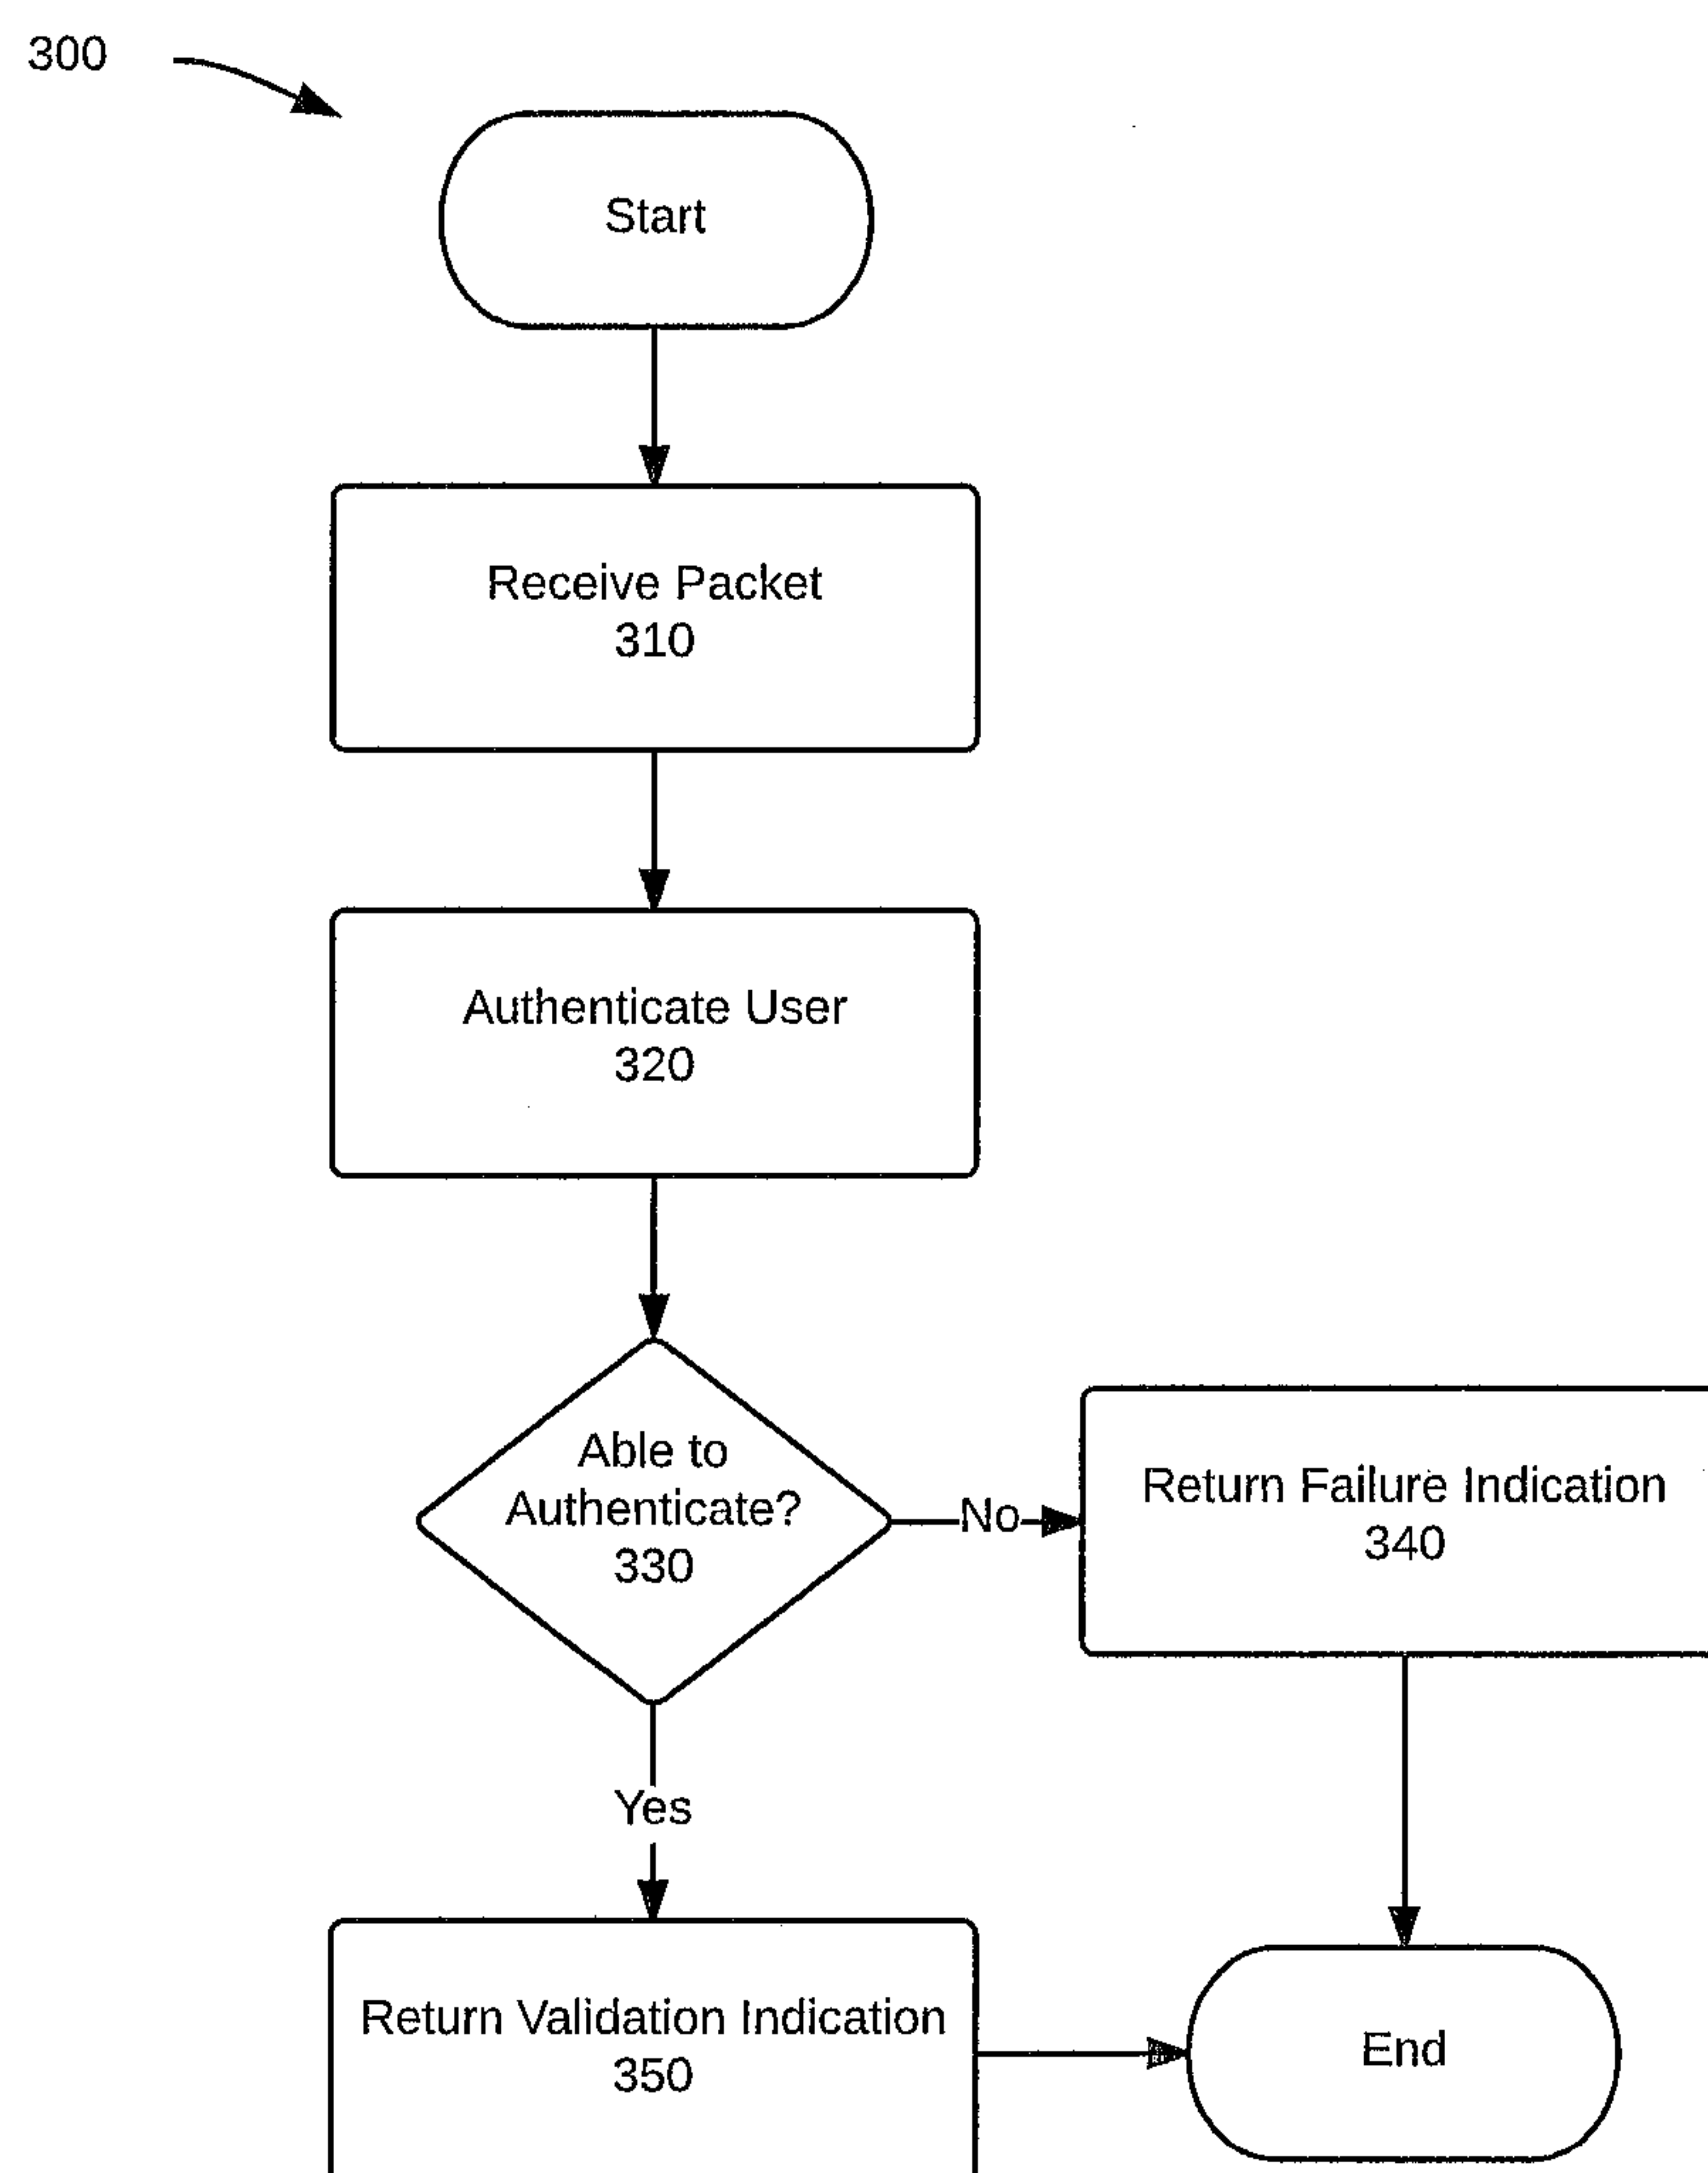 300
Start
Receive Packet
310
Authenticate User
320
Able to
Authenticate?
330
No
Return Failure Indication
340
Yes
Return Validation Indication
350
End